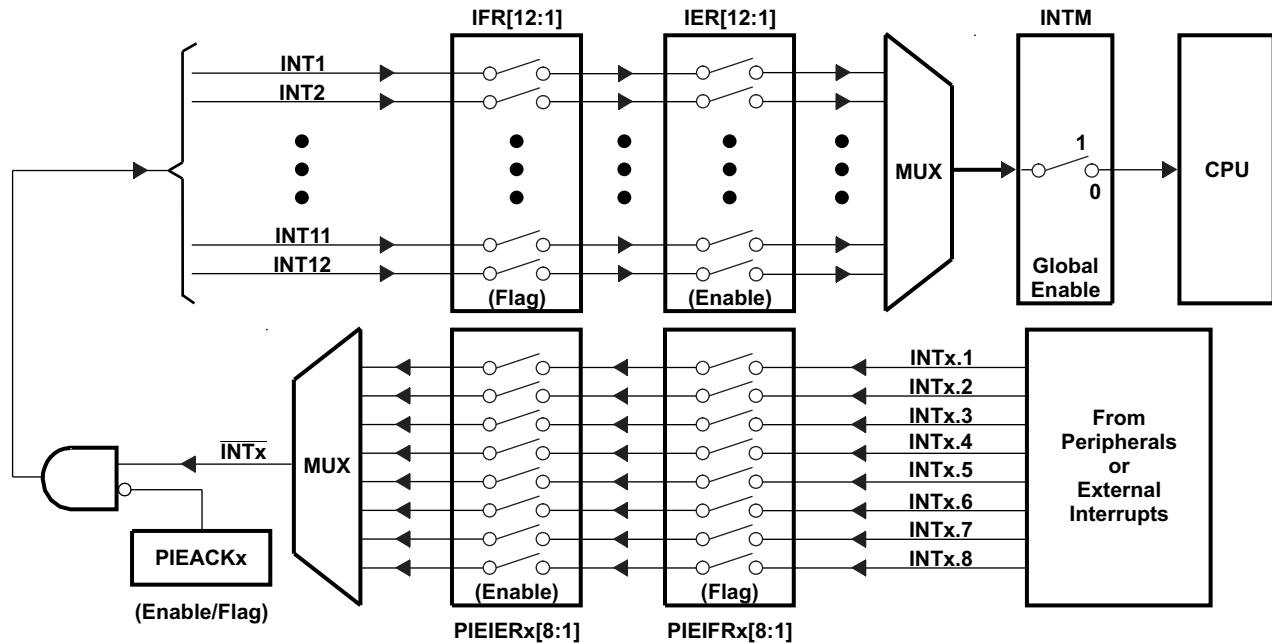 IFR[12:1]
IER[12:1]
INTM
INT1
INT2
INT11
INT12
(Flag)
(Enable)
MUX
1
0
Global
Enable
CPU
INTx
MUX
PIEACKx
(Enable/Flag)
(Enable)
PIEIERx[8:1]
(Flag)
PIEIFRx[8:1]
INTx.1
INTx.2
INTx.3
INTx.4
INTx.5
INTx.6
INTx.7
INTx.8
From
Peripherals
or
External
Interrupts